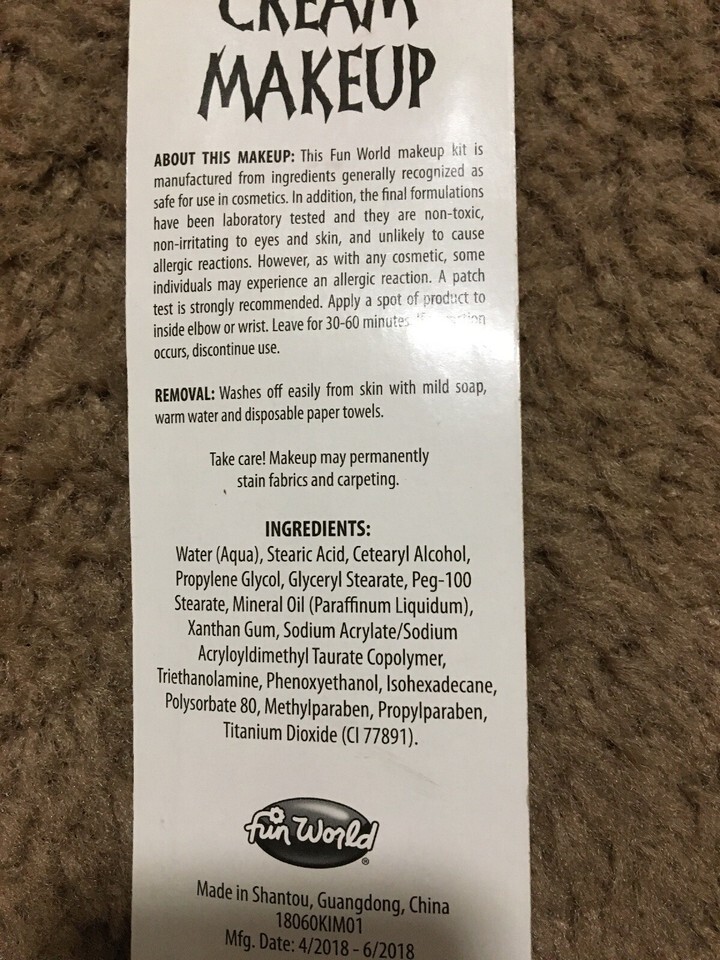 CREAM
MAKEUP
ABOUT THIS MAKEUP: This Fun World makeup kit is
manufactured from ingredients generally recognized as
safe for use in cosmetics. In addition, the final formulations
have been laboratory tested and they are non-toxic,
non-irritating to eyes and skin, and unlikely to cause
allergic reactions. However, as with any cosmetic, some
individuals may experience an allergic reaction. A patch
test is strongly recommended. Apply a spot of product to
inside elbow or wrist. Leave for 30-60 minutes.
occurs, discontinue use.
REMOVAL: Washes off easily from skin with mild soap,
warm water and disposable paper towels.
Take care! Makeup may permanently
stain fabrics and carpeting.
INGREDIENTS:
Water (Aqua), Stearic Acid, Cetearyl Alcohol,
Propylene Glycol, Glyceryl Stearate, Peg-100
Stearate, Mineral Oil (Paraffinum Liquidum),
Xanthan Gum, Sodium Acrylate/Sodium
Acryloyldimethyl Taurate Copolymer,
Triethanolamine, Phenoxyethanol, Isohexadecane,
Polysorbate 80, Methylparaben, Propylparaben,
Titanium Dioxide (CI 77891).
fun World
®
Made in Shantou, Guangdong, China
18060KIM01
Mfg. Date: 4/2018 - 6/2018